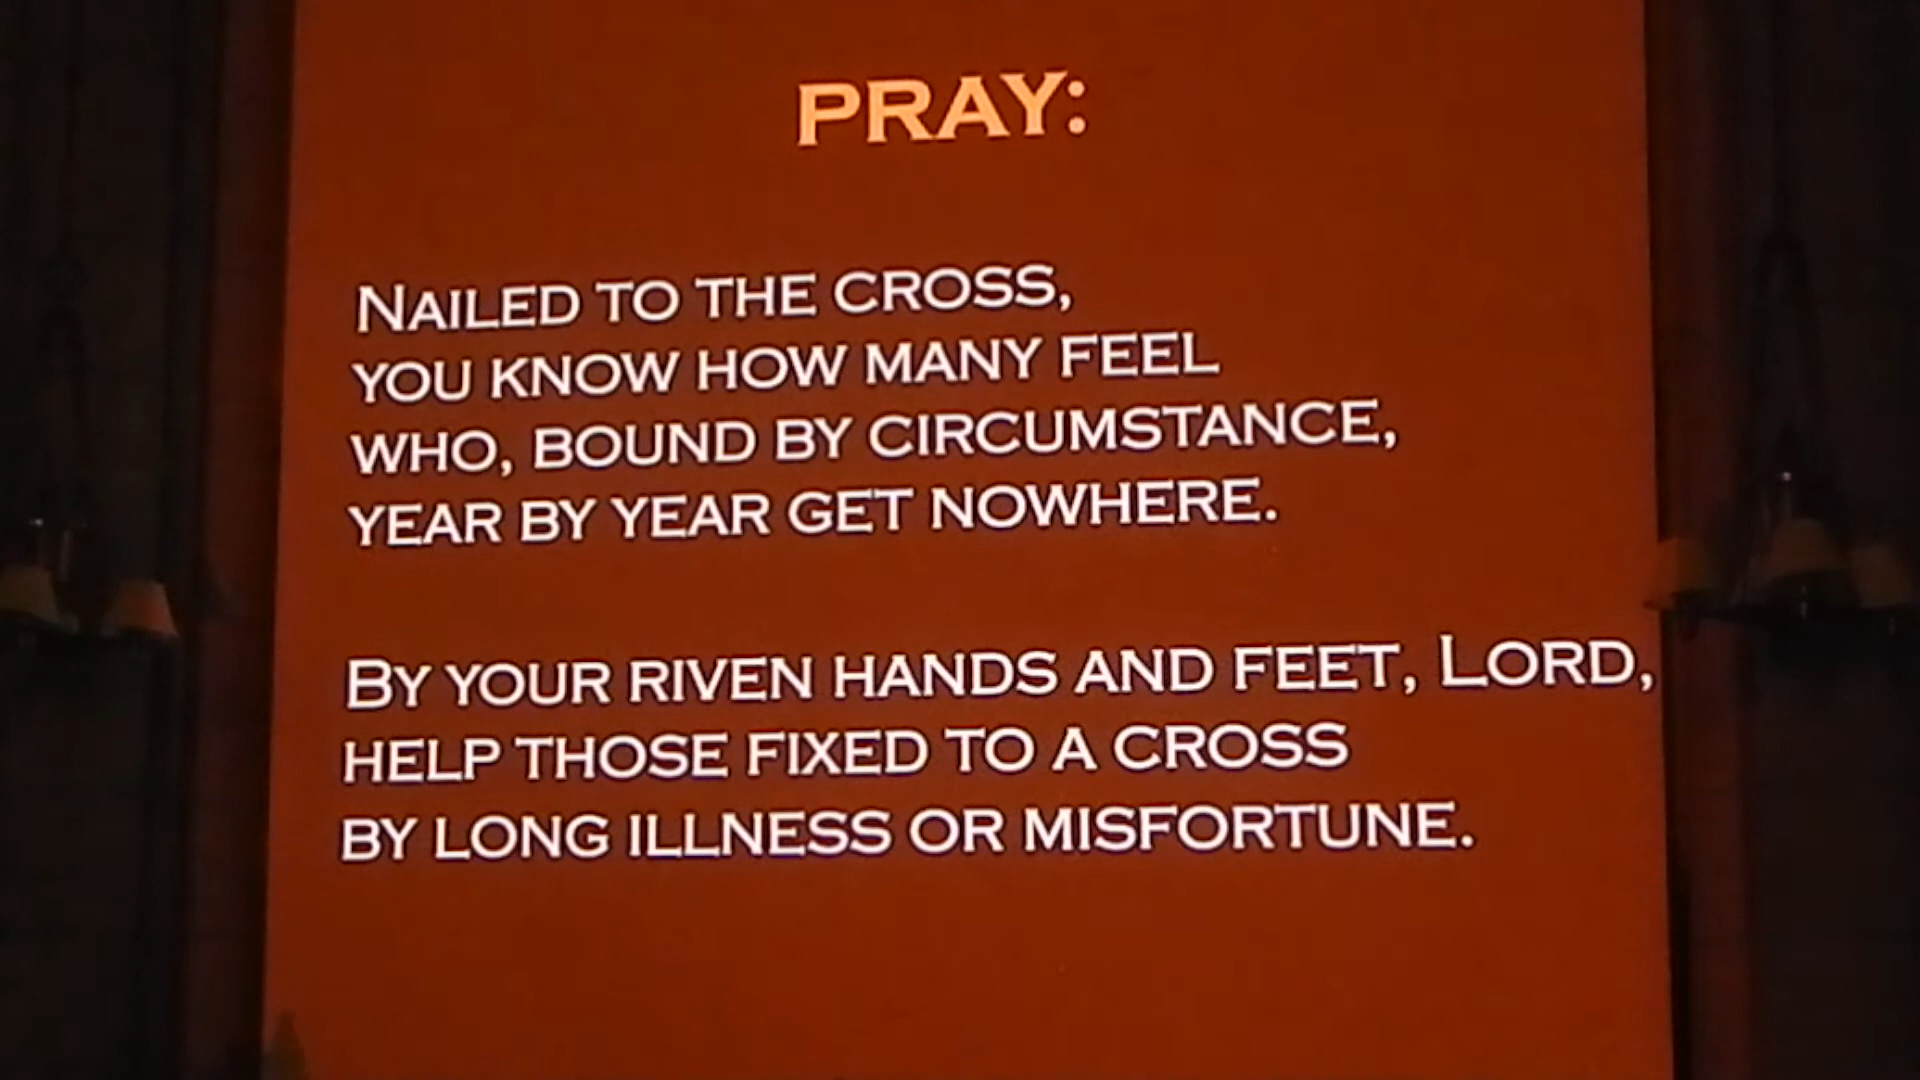 PRAY:
NAILED TO THE CROSS,
YOU KNOW HOW MANY FEEL
WHO, BOUND BY CIRCUMSTANCE,
YEAR BY YEAR GET NOWHERE.
BY YOUR RIVEN HANDS AND FEET, LORD,
HELP THOSE FIXED TO A CROSS
BY LONG ILLNESS OR MISFORTUNE.